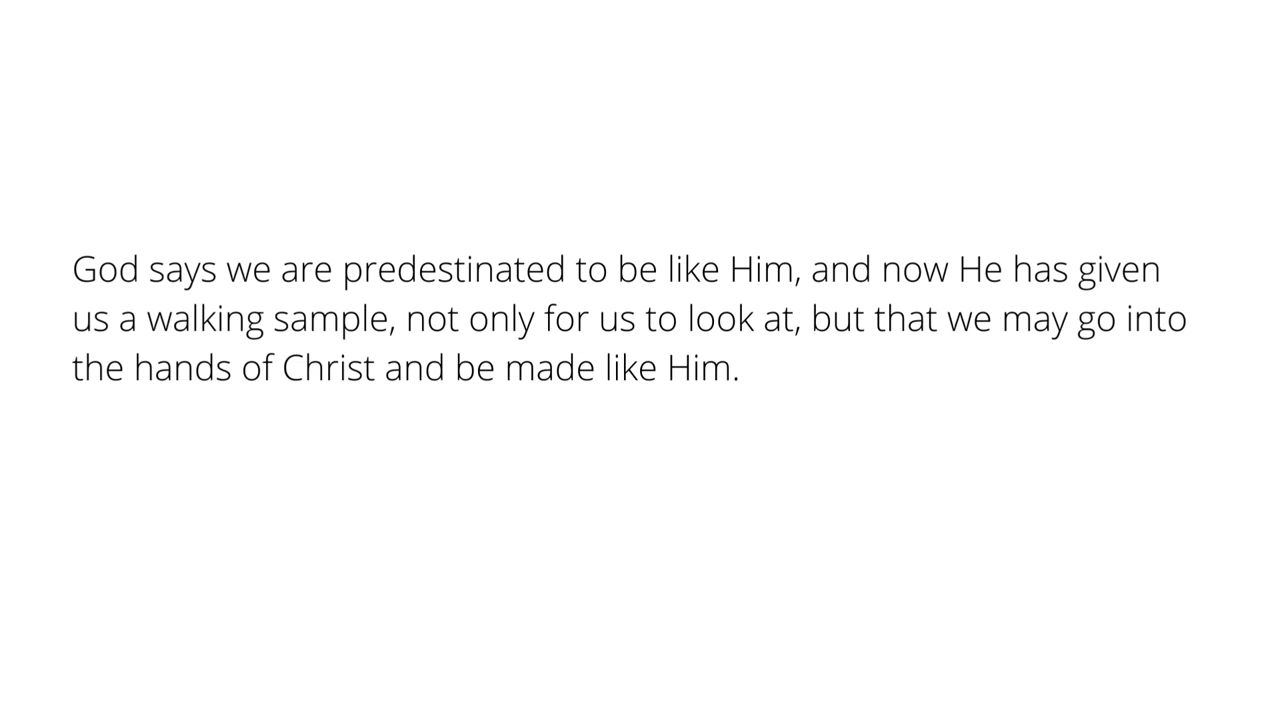 God says we are predestinated to be like Him, and now He has given
us a walking sample, not only for us to look at, but that we may go into
the hands of Christ and be made like Him.